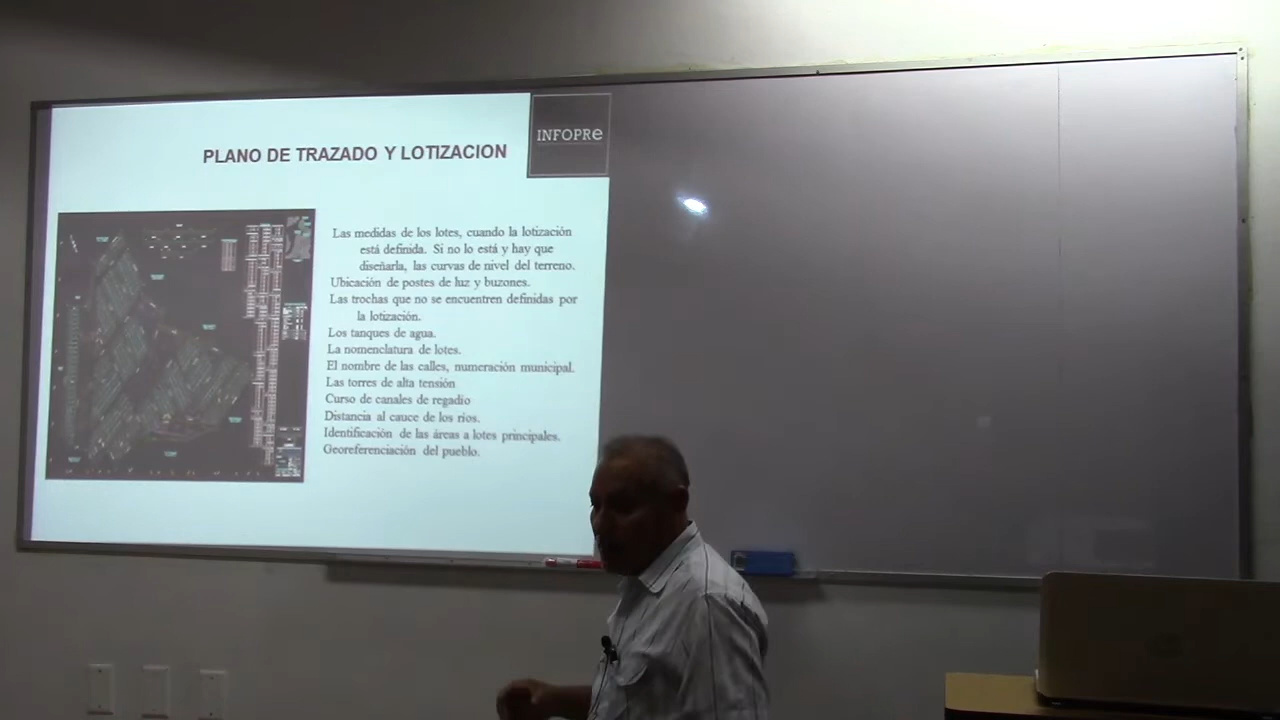 INFOPRe
PLANO DE TRAZADO Y LOTIZACION
Las medidas de los lotes, cuando la lotización
está definida. Si no lo está y hay que
diseñarla, las curvas de nivel del terreno.
Ubicación de postes de luz y buzones.
Las trochas que no se encuentren definidas por
la lotización.
Los tanques de agua.
La nomenclatura de lotes.
El nombre de las calles, numeración municipal.
Las torres de alta tensión
Curso de canales de regadío
Distancia al cauce de los ríos.
Identificación de las áreas a lotes principales.
Georeferenciación del pueblo.